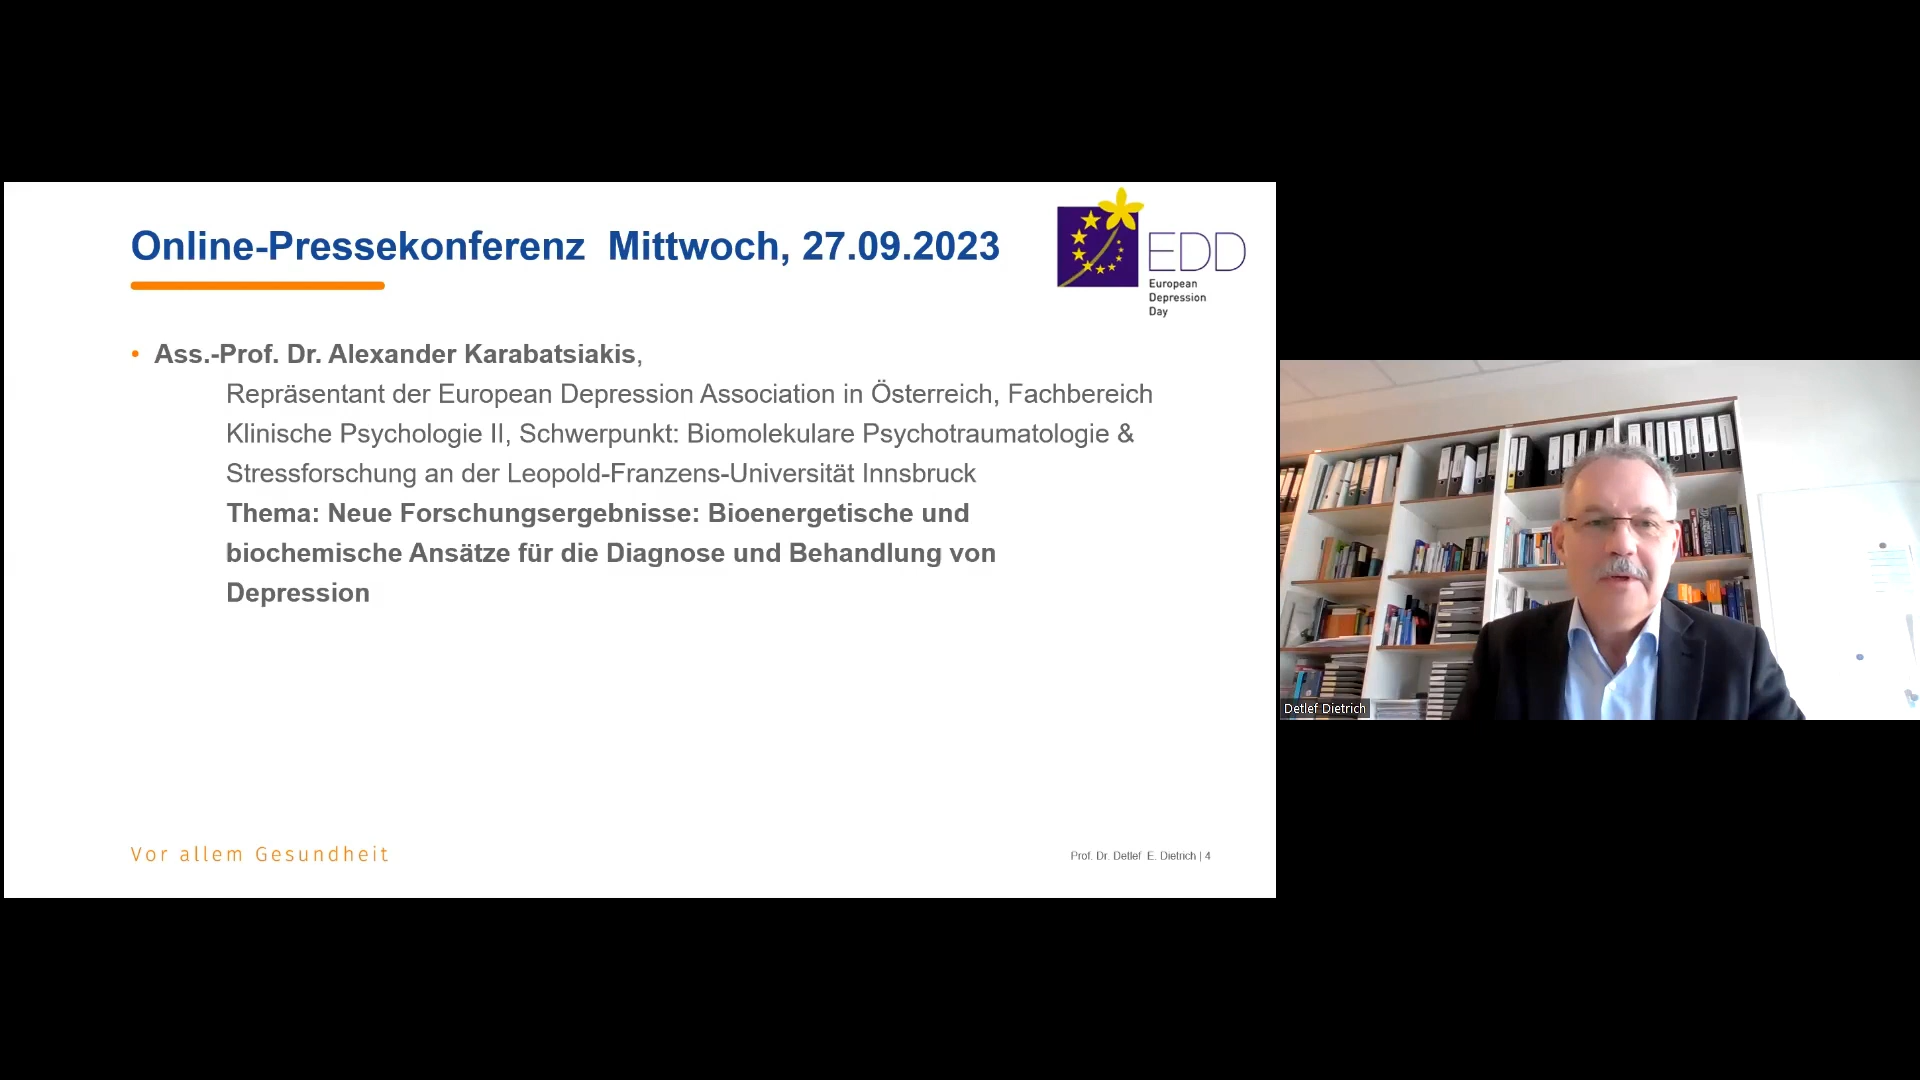 Online-Pressekonferenz  Mittwoch, 27.09.2023
EDD
European
Depression
Day
• Ass.-Prof. Dr. Alexander Karabatsiakis,
Repräsentant der European Depression Association in Österreich, Fachbereich
Klinische Psychologie II, Schwerpunkt: Biomolekulare Psychotraumatologie &
Stressforschung an der Leopold-Franzens-Universität Innsbruck
Thema: Neue Forschungsergebnisse: Bioenergetische und
biochemische Ansätze für die Diagnose und Behandlung von
Depression
Vor allem Gesundheit
Prof. Dr. Detlef  E. Dietrich | 4
Detlef Dietrich